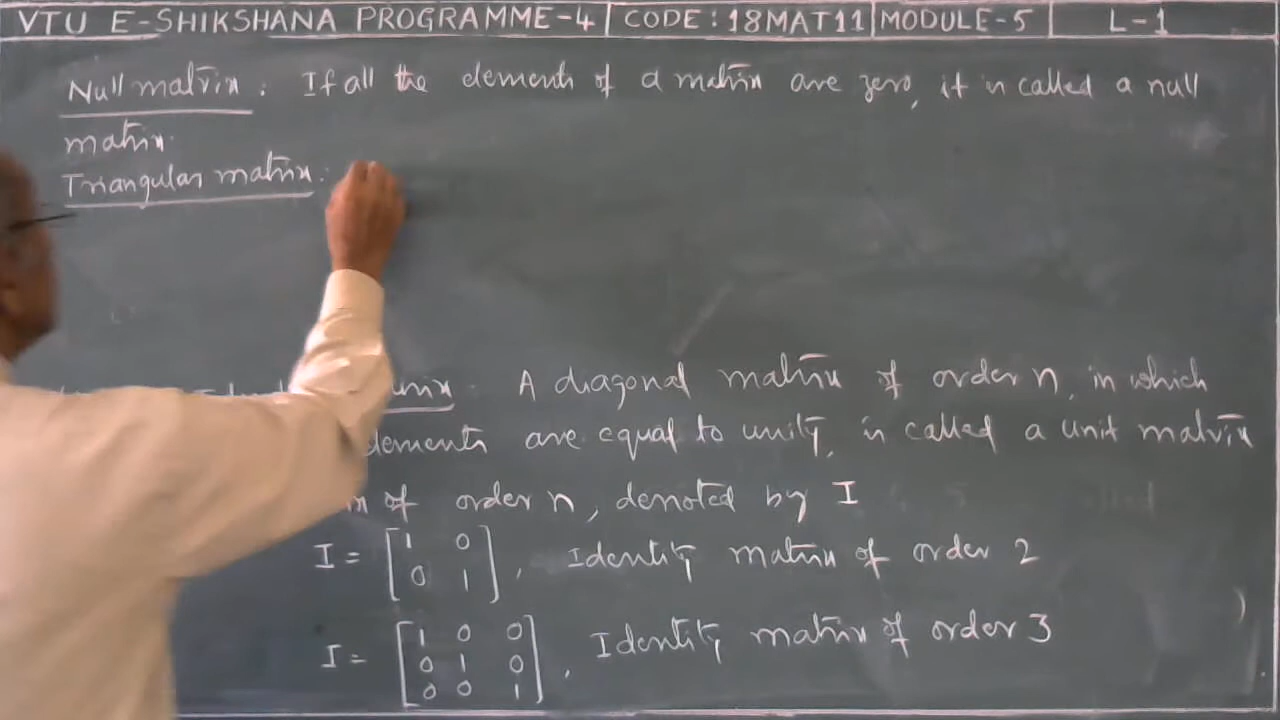 VTU E-SHIKSHANA PROGRAMME-4 CODE: 18MAT11 MODULE-5 L-1
Null matrix: If all the elements of a matrix are zero, it is called a null
matrix.
Triangular matrix:
A diagonal matrix of order n, in which
elements are equal to unity, is called a unit matrix
of order n, denoted by I
I = [1 0
0 1], Identity matrix of order 2
I = [1 0 0
0 1 0
0 0 1], Identity matrix of order 3